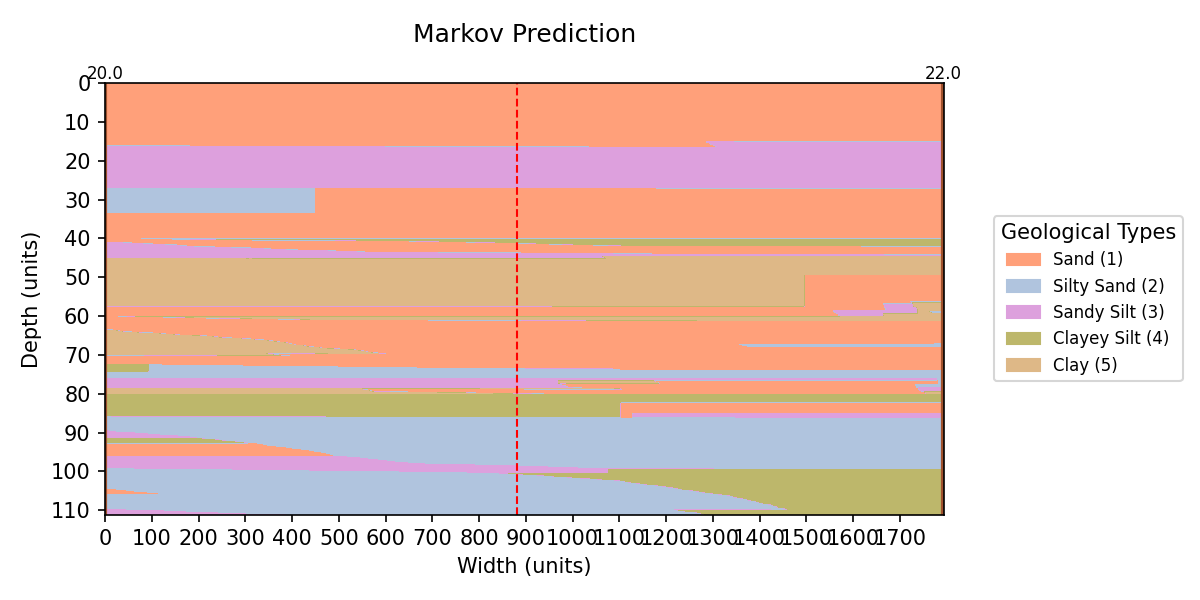 Markov Prediction
20.0
22.0
0
10
20
30
40
50
60
70
80
90
100
110
Depth (units)
0 100 200 300 400 500 600 700 800 900 1000 1100 1200 1300 1400 1500 1600 1700
Width (units)
Geological Types
Sand (1)
Silty Sand (2)
Sandy Silt (3)
Clayey Silt (4)
Clay (5)